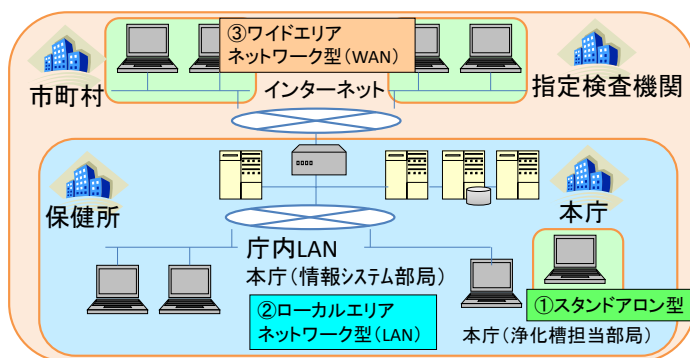 ③ワイドエリア
ネットワーク型（WAN）
市町村
インターネット
指定検査機関
保健所
本庁
庁内LAN
本庁（情報システム部局）
②ローカルエリア
ネットワーク型（LAN）
①スタンドアロン型
本庁（浄化槽担当部局）